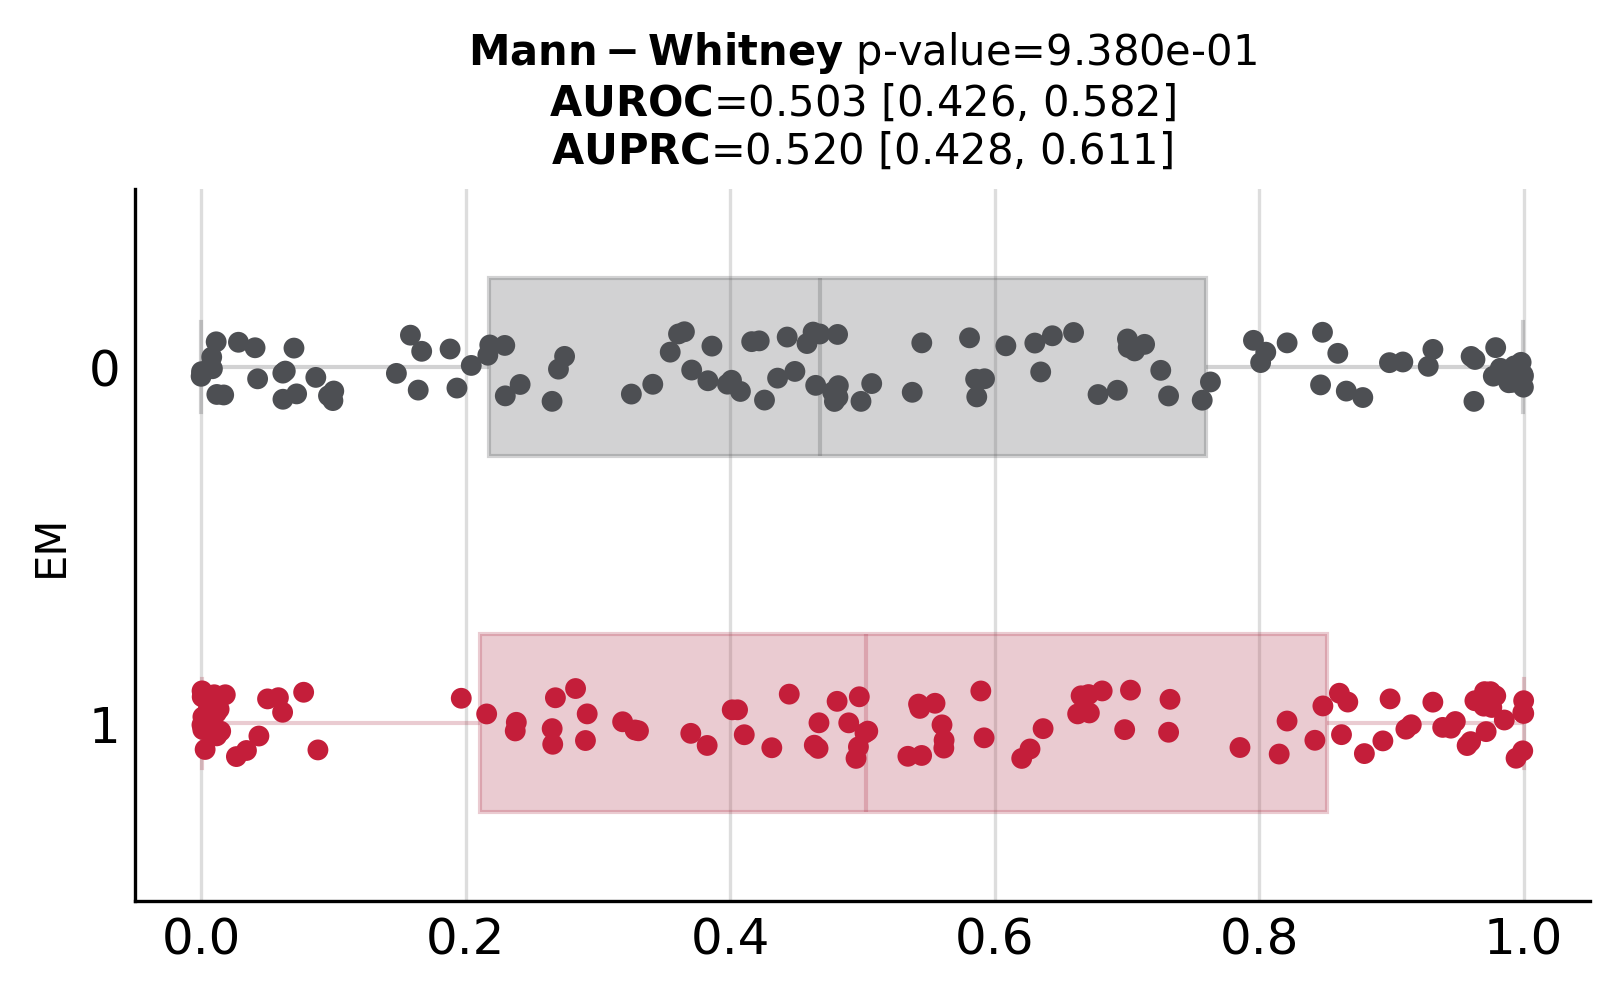 Mann − Whitney p-value=9.380e-01
AUROC=0.503 [0.426, 0.582]
AUPRC=0.520 [0.428, 0.611]
0
EM
1
0.0 0.2 0.4 0.6 0.8 1.0